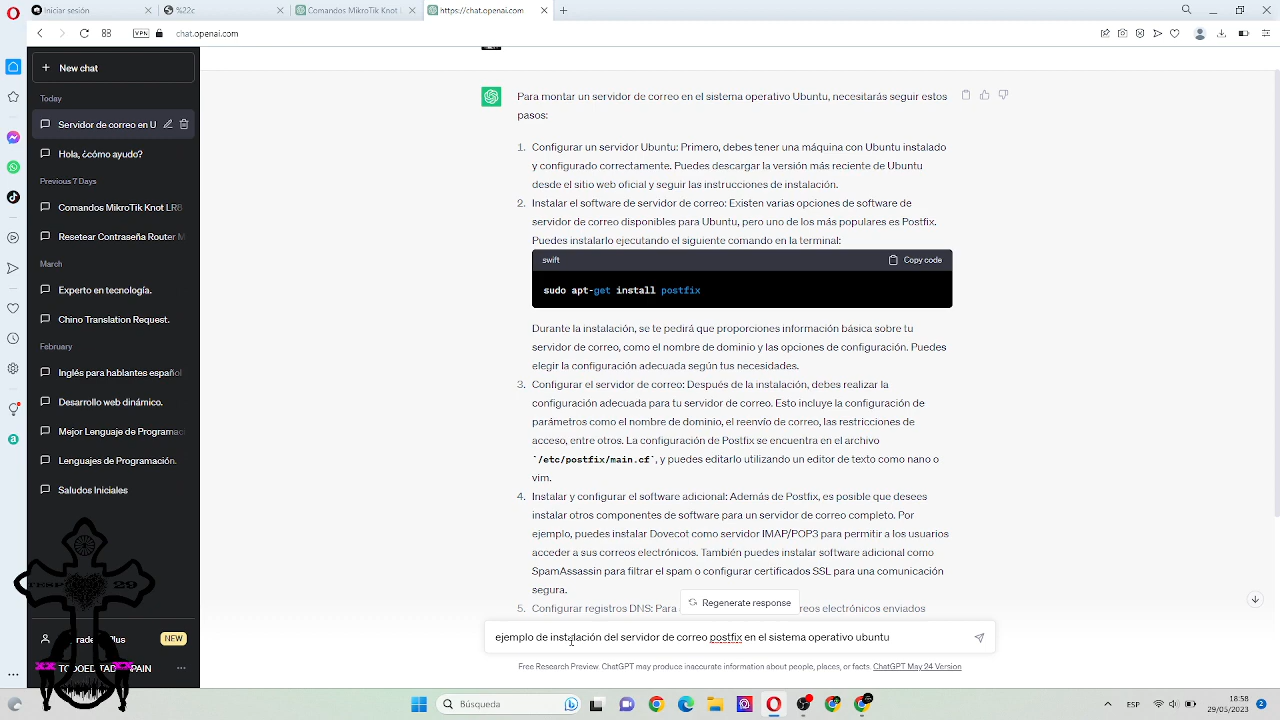 Iniciar sesión
%22c
Comandos MikroTik Knot
https://chat.openai.com
VPN
chat.openai.com
New chat
Today
Servidor de correo en U
Hola, ¿cómo ayudo?
Previous 7 Days
Comandos MikroTik Knot LR8
Resetear Contraseña Router M
March
Experto en tecnología.
Chino Translation Request.
February
Inglés para hablantes español
Desarrollo web dinámico.
Mejor Lenguaje de Programaci
Lenguajes de Programación.
Saludos Iniciales
Plus
NEW
Para montar un servidor de correo en el sistema operativo Ubuntu, necesitarás seguir estos
pasos:
1. Configurar un servidor Ubuntu: Primero, debes tener una máquina con Ubuntu instalado
y configurado correctamente. Puedes descargar la versión más reciente de Ubuntu
desde el sitio web oficial y seguir las instrucciones de instalación.
2. Instalar el software de servidor de correo: Existen varias opciones de software de
servidor de correo disponibles para Ubuntu, pero uno de los más populares es Postfix.
Puedes instalarlo ejecutando el siguiente comando en la terminal:
swift
Copy code
sudo apt-get install postfix
Durante la instalación, se te pedirá que proporciones información básica sobre tu
servidor de correo, como el nombre de dominio y las opciones de configuración. Puedes
elegir la configuración adecuada según tus necesidades.
3. Configurar el servidor de correo: Después de la instalación, debes realizar la
configuración adecuada para tu servidor de correo. Esto incluye la configuración de
parámetros como el nombre de dominio, el reenvío de correo, las restricciones de
acceso, entre otros. La configuración de Postfix se encuentra en el archivo
`/etc/postfix/main.cf`, y puedes editarlo utilizando un editor de texto como nano o
vim.
4. Instalar y configurar el software adicional: Además de Postfix, es posible que desees
instalar otros componentes de software para un servidor de correo completo. Por
ejemplo, puedes instalar Dovecot como servidor IMAP/POP3 para permitir a los usuarios
acceder a sus correos electrónicos. También puedes instalar software adicional como
SpamAssassin para filtrar el spam o configurar certificados SSL para una comunicación
segura.
5. Configurar registros DNS: Para
reos electrónicos enviados
Regenerate response
ejemplo de instalación del servidor de correo postfix en el sistema operativo ubuntu
Free Research Preview. ChatGPT may produce inaccurate information about people, places, or facts. ChatGPT May 24 Version
Búsqueda
18:58
29/05/2023
2